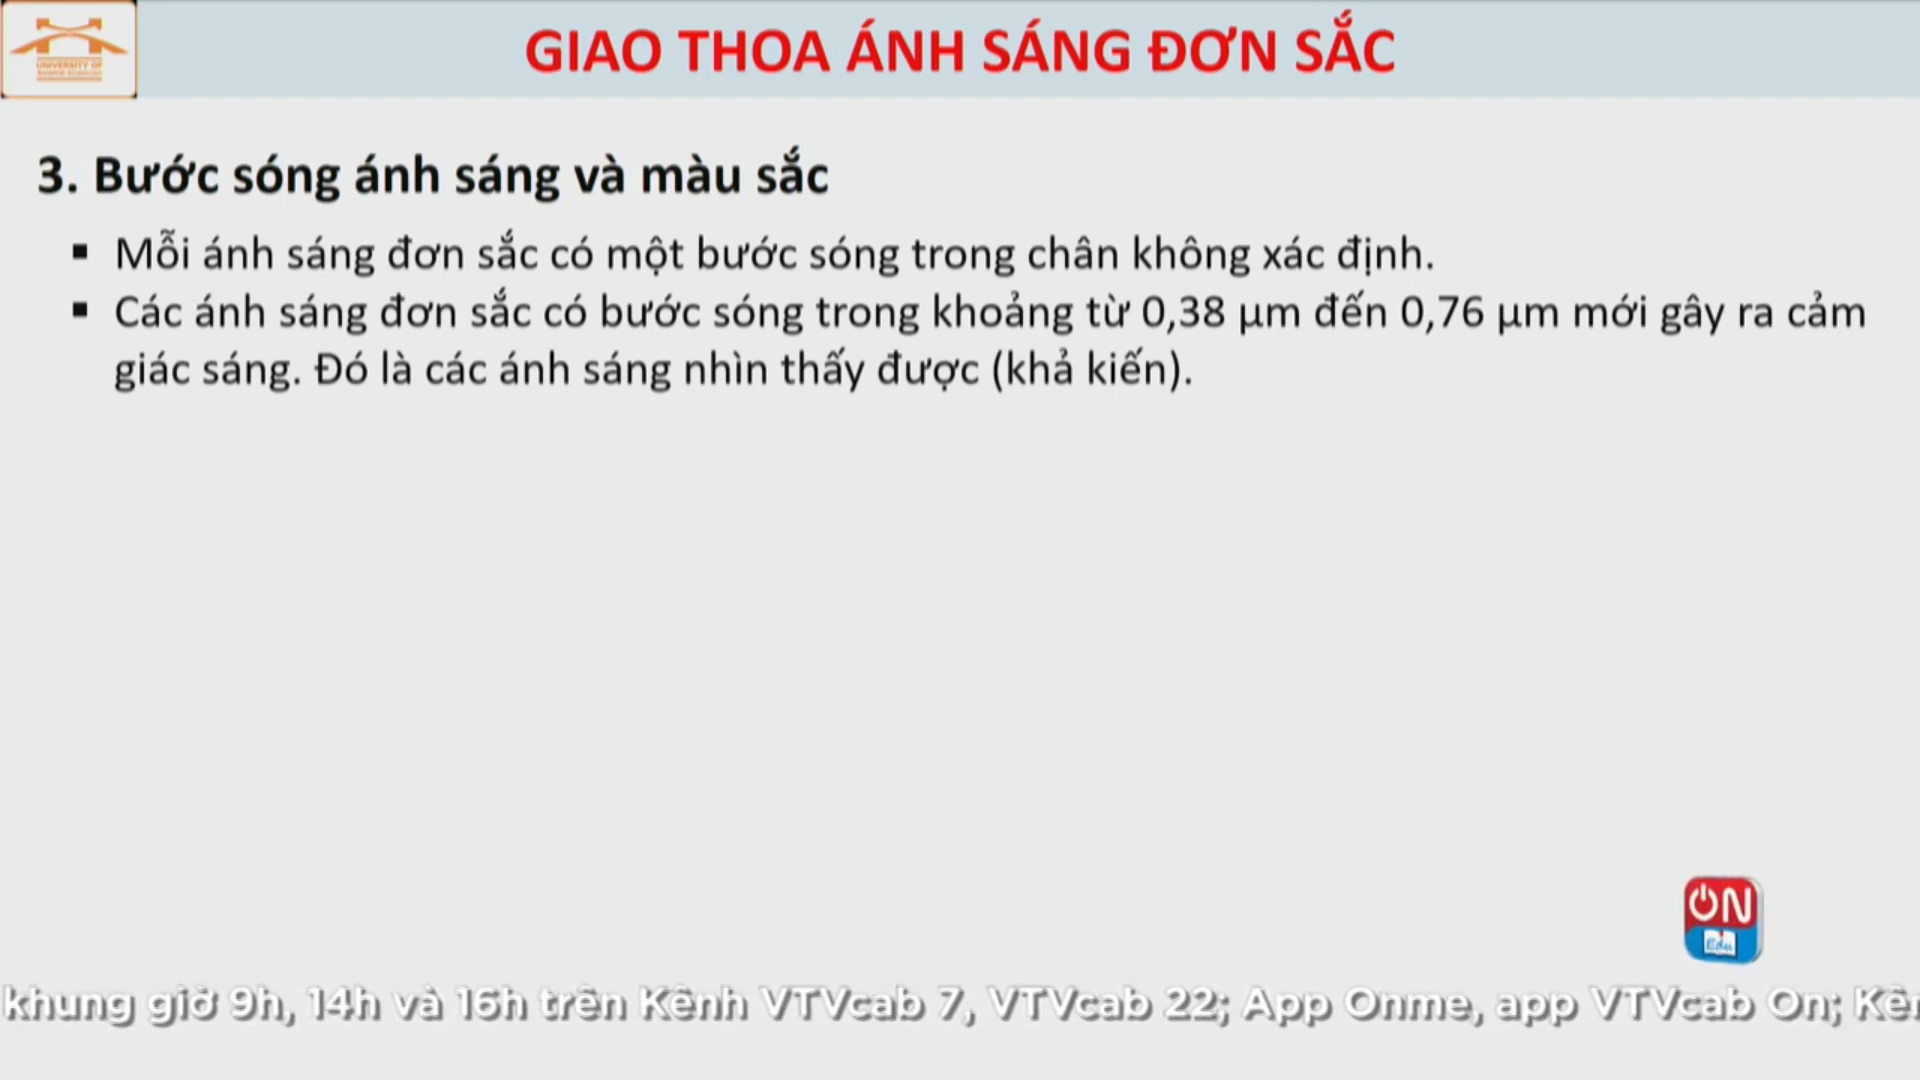 GIAO THOA ÁNH SÁNG ĐƠN SẮC
UNIVERSITY OF
3. Bước sóng ánh sáng và màu sắc
▪ Mỗi ánh sáng đơn sắc có một bước sóng trong chân không xác định.
▪ Các ánh sáng đơn sắc có bước sóng trong khoảng từ 0,38 µm đến 0,76 µm mới gây ra cảm
giác sáng. Đó là các ánh sáng nhìn thấy được (khả kiến).
ON
Edu
khung giờ 9h, 14h và 16h trên Kênh VTVcab 7, VTVcab 22; App Onme, app VTVcab On;